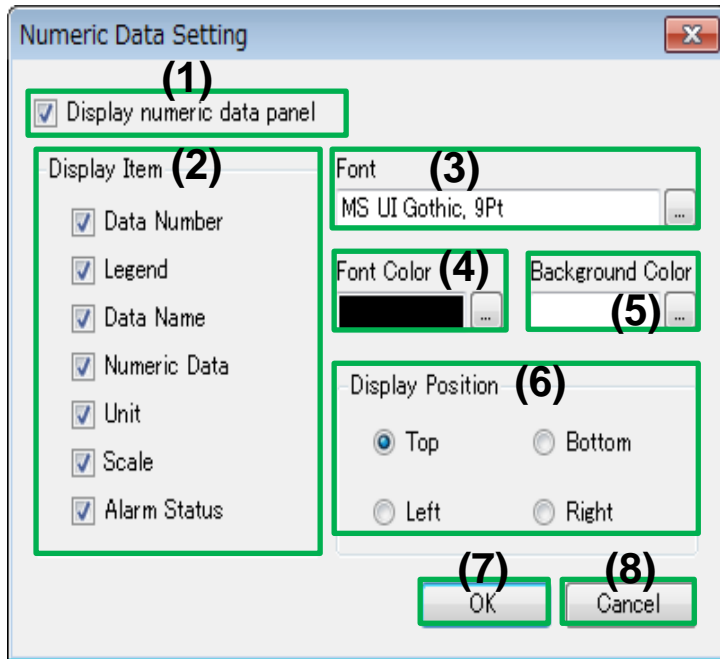 Numeric Data Setting
(1)
Display numeric data panel
Display Item (2)
Data Number
Legend
Data Name
Numeric Data
Unit
Scale
Alarm Status
Font (3)
MS UI Gothic, 9Pt
...
Font Color (4)
...
Background Color
(5) ...
Display Position (6)
Top
Bottom
Left
Right
(7)
OK
(8)
Cancel